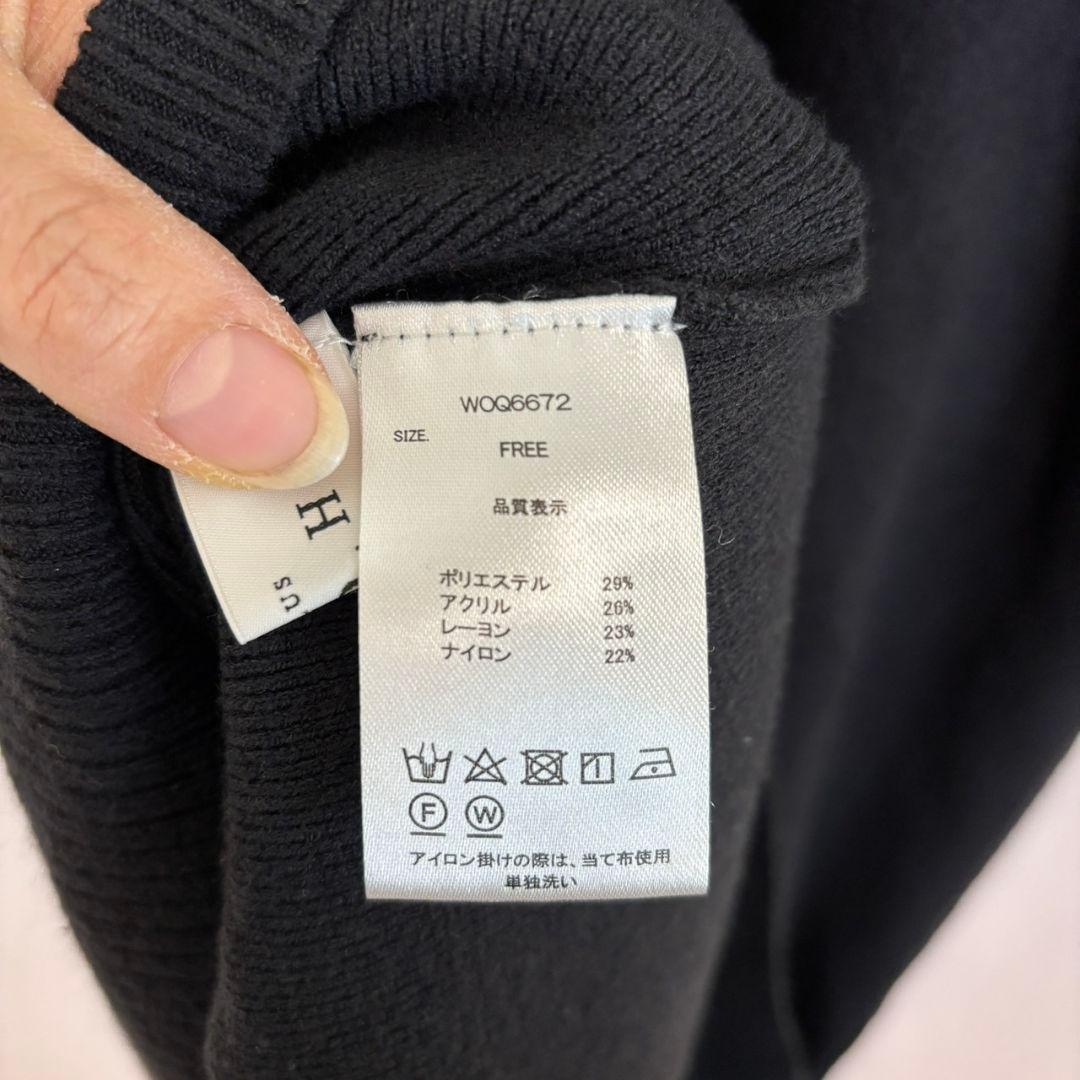 WOQ6672
SIZE.
FREE
品質表示
ポリエステル 29%
アクリル 26%
レーヨン 23%
ナイロン 22%
F W
アイロン掛けの際は、当て布使用
単独洗い
H
US